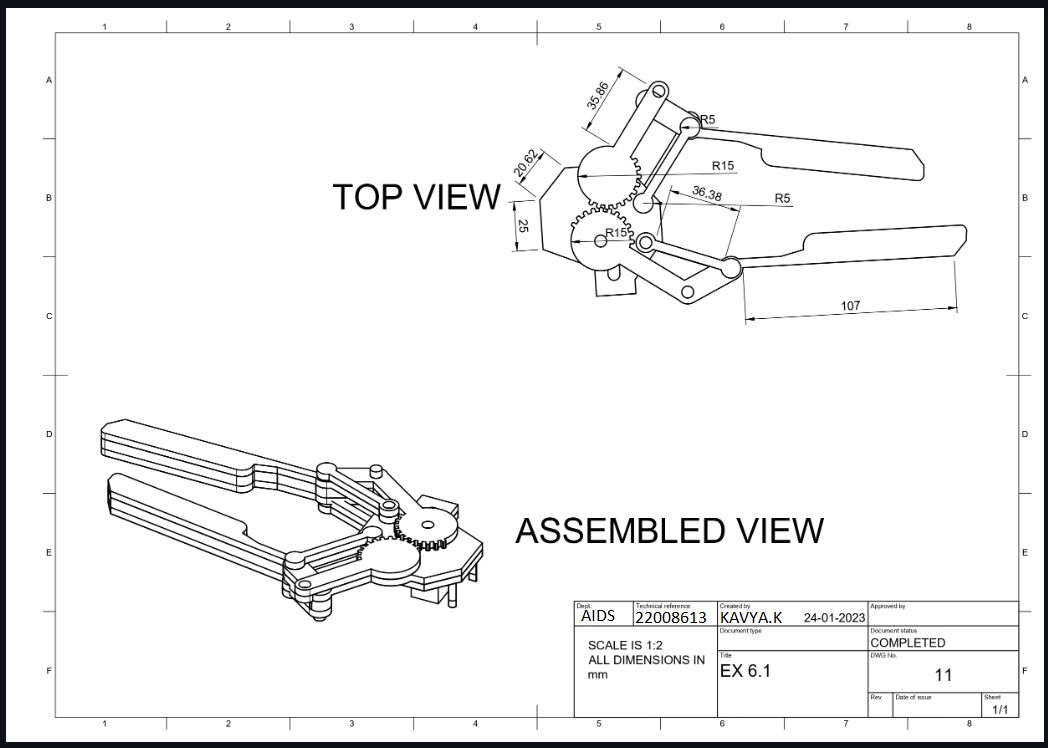 1 2 3 4 5 6 7 8
A A
35.86
R5
20.62
R15
TOP VIEW
B B
36,38
R5
25
R15
107
C C
D D
ASSEMBLED VIEW
E E
Dept. Technical reference Created by Approved by
AIDS 22008613 KAVYA.K 24-01-2023
Document type Document status
COMPLETED
SCALE IS 1:2
ALL DIMENSIONS IN
mm
Title DWG No.
EX 6.1 11
F F
Rev. Date of issue Sheet
1/1
1 2 3 4 5 6 7 8